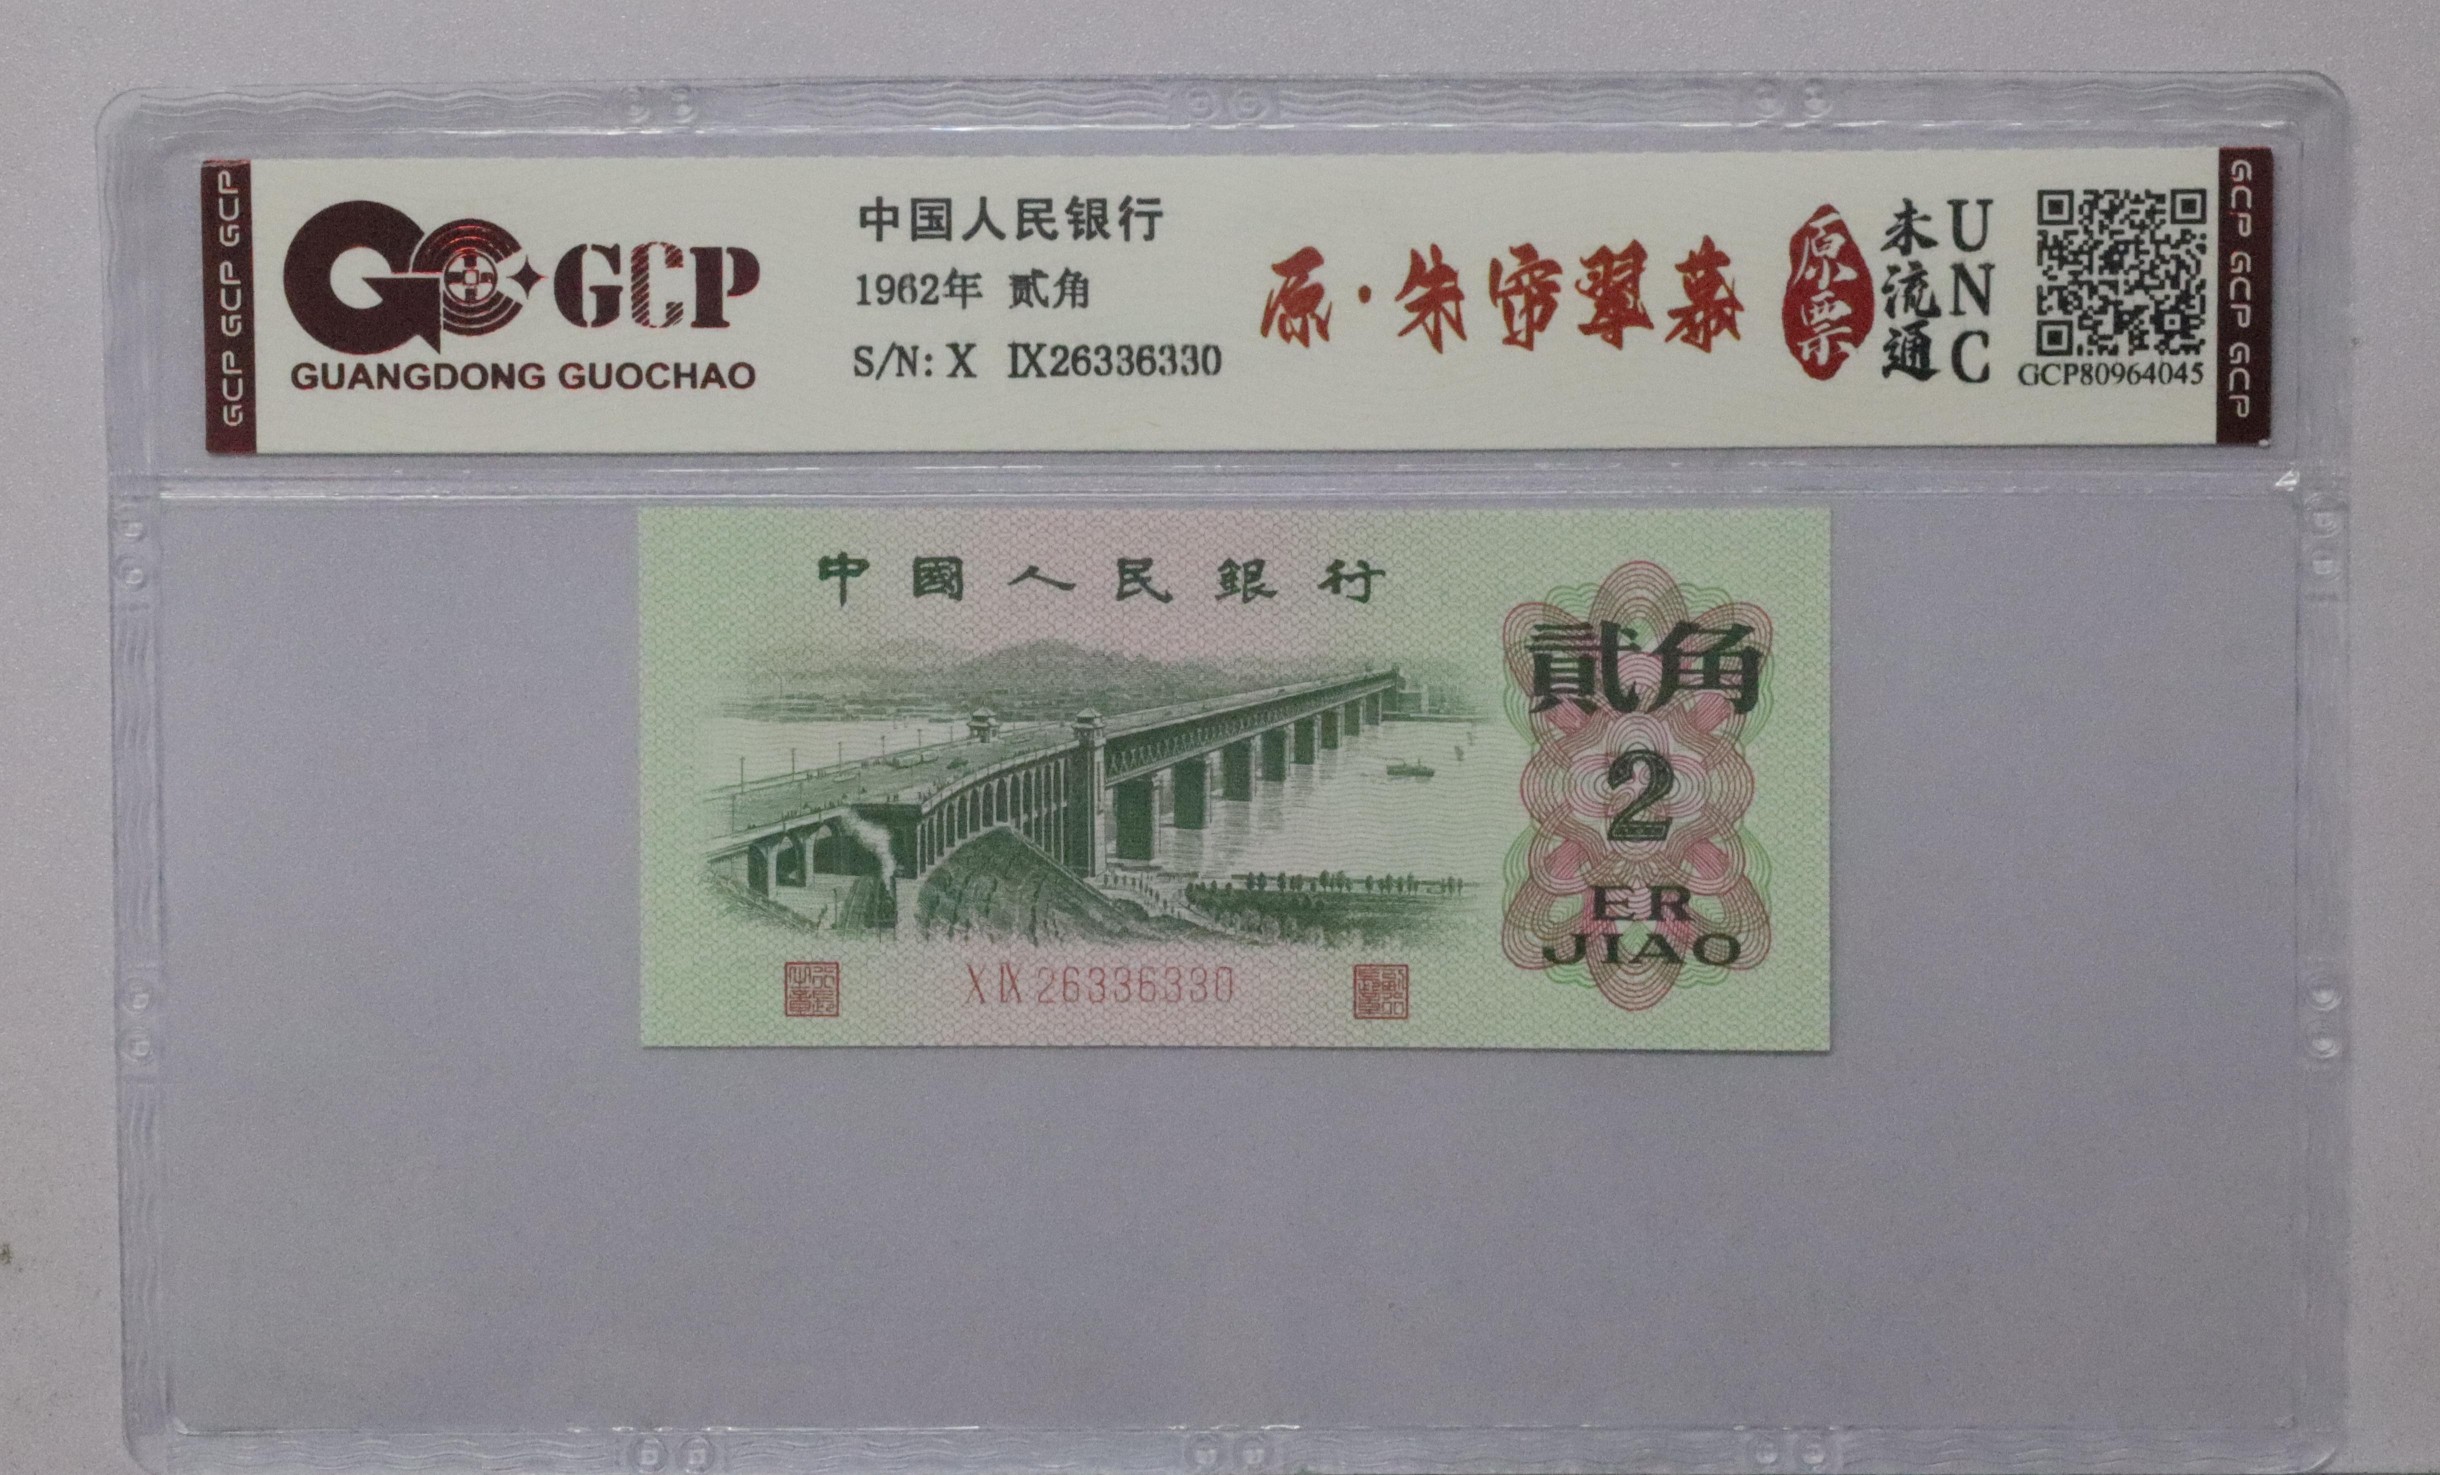 GCP GCP GCP GCP
GCP
GUANGDONG GUOCHAO
中国人民银行
1962年 贰角
S/N: X Ⅸ26336330
原·朱帘翠幕
原票
未流通
UNC
GCP80964045
GCP GCP GCP GCP
中國人民銀行
貳角
2
ER
JIAO
X Ⅸ 26336330